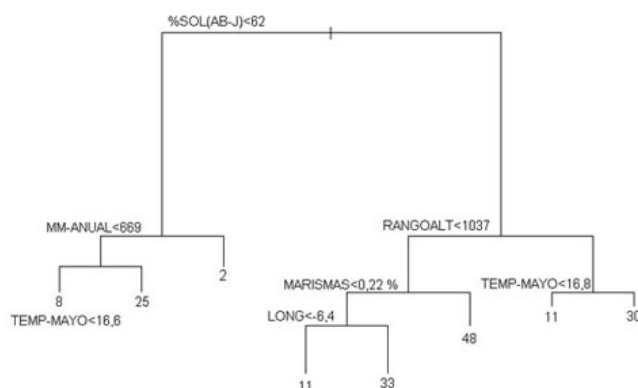 %SOL(AB-J)<62
MM-ANUAL<669
RANGOALT<1037
2
MARISMAS<0,22 %
TEMP-MAYO<16,8
8
25
TEMP-MAYO<16,6
LONG<-6,4
48
11
30
11
33